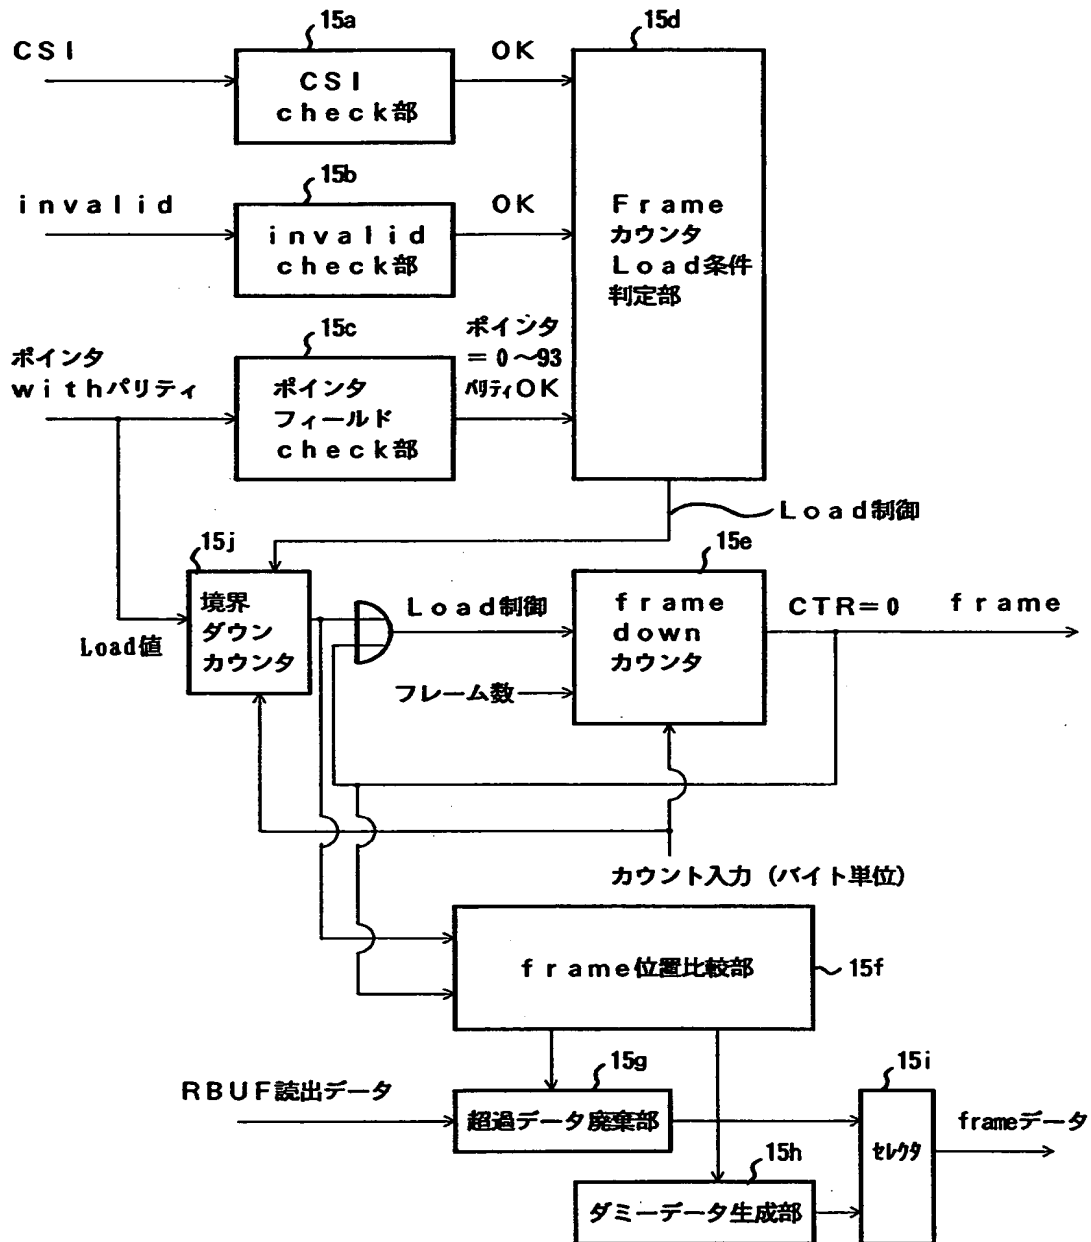 15a
15d
CSI
OK
CSI
check部
15b
invalid
OK
invalid
check部
Frame
カウンタ
Load条件
判定部
15c
ポインタ
=0〜93
パリティOK
ポインタ
withパリティ
ポインタ
フィールド
check部
Load制御
15j
15e
境界
ダウン
カウンタ
Load値
Load制御
frame
down
カウンタ
CTR=0
frame
フレーム数
カウント入力(バイト単位)
frame位置比較部
15f
15g
15i
RBUF読出データ
超過データ廃棄部
セレクタ
frameデータ
15h
ダミーデータ生成部